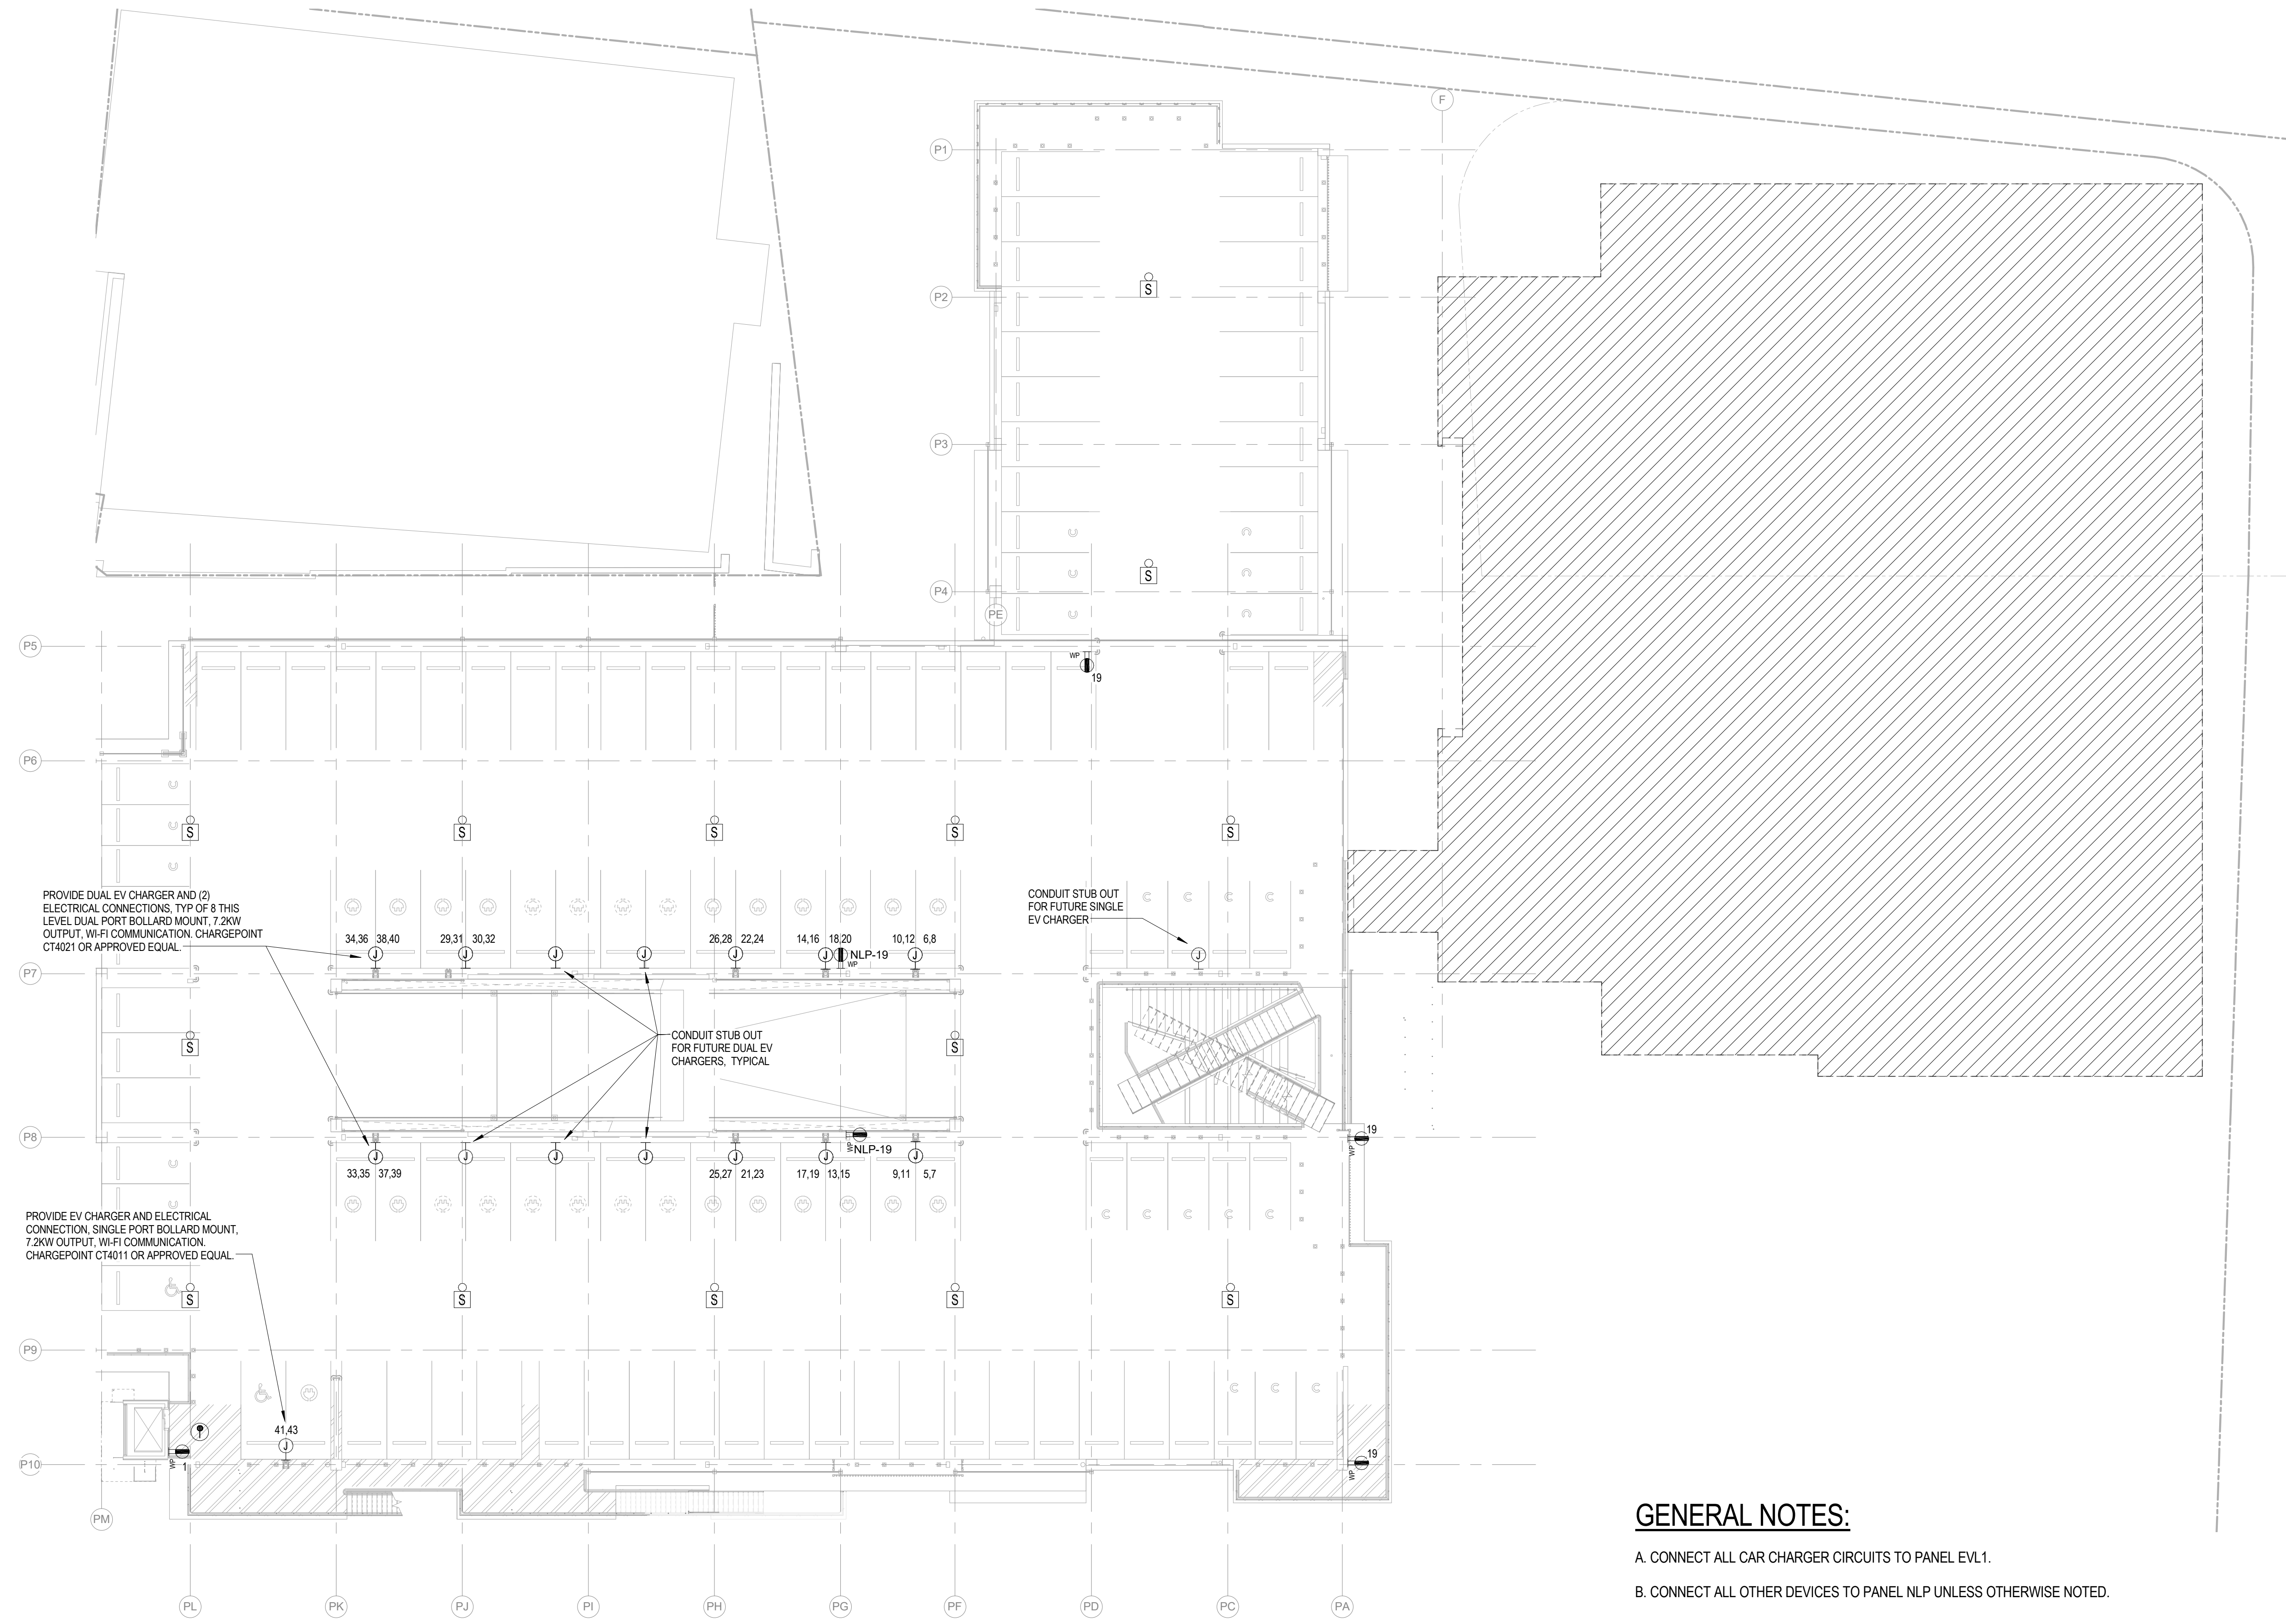 F
P1
P2
S
P3
S
P4
PE
P5
WP
19
P6
S
S
S
S
S
PROVIDE DUAL EV CHARGER AND (2)
ELECTRICAL CONNECTIONS, TYP OF 8 THIS
LEVEL DUAL PORT BOLLARD MOUNT, 7.2KW
OUTPUT, WI-FI COMMUNICATION. CHARGEPOINT
CT4021 OR APPROVED EQUAL.
CONDUIT STUB OUT
FOR FUTURE SINGLE
EV CHARGER
34,36 38,40 29,31 30,32 26,28 22,24 14,16 18,20 10,12 6,8
J J J J J J J J
NLP-19
WP
P7
S
S
CONDUIT STUB OUT
FOR FUTURE DUAL EV
CHARGERS, TYPICAL
P8
WP
NLP-19
19
WP
J J J J J J J
33,35 37,39 25,27 21,23 17,19 13,15 9,11 5,7
PROVIDE EV CHARGER AND ELECTRICAL
CONNECTION, SINGLE PORT BOLLARD MOUNT,
7.2KW OUTPUT, WI-FI COMMUNICATION.
CHARGEPOINT CT4011 OR APPROVED EQUAL.
S
S
S
S
S
P9
41,43
J
WP
1
19
WP
P10
PM
GENERAL NOTES:
A. CONNECT ALL CAR CHARGER CIRCUITS TO PANEL EVL1.
B. CONNECT ALL OTHER DEVICES TO PANEL NLP UNLESS OTHERWISE NOTED.
PL PK PJ PI PH PG PF PD PC PA